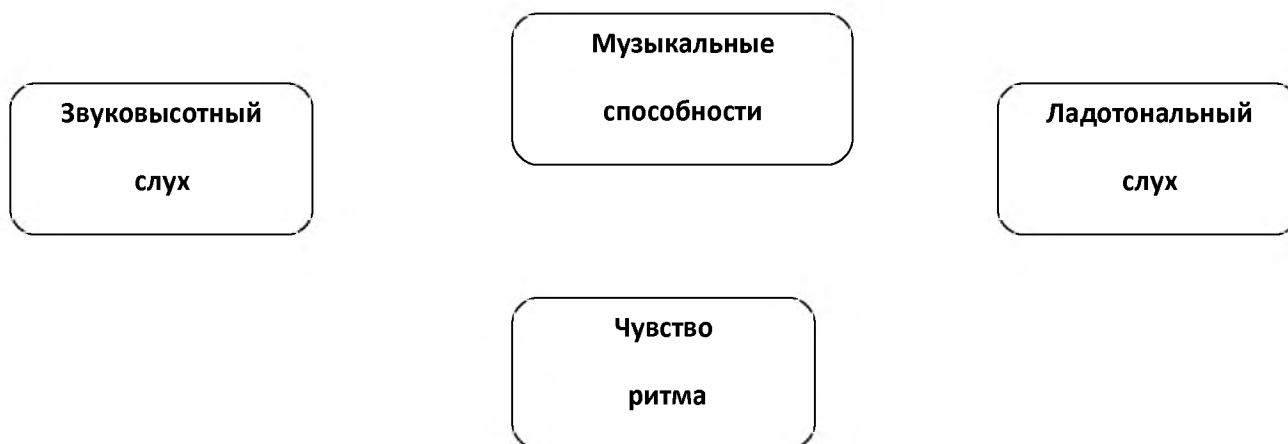 Музыкальные
способности
Звуковысотный
слух
Ладотональный
слух
Чувство
ритма